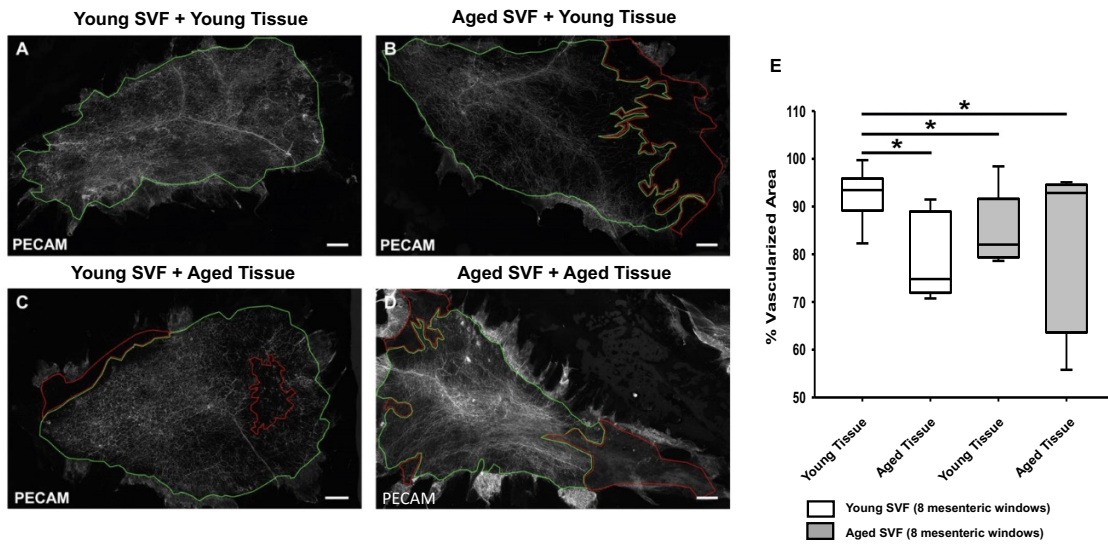 Young SVF + Young Tissue
Aged SVF + Young Tissue
A
PECAM
B
PECAM
Young SVF + Aged Tissue
Aged SVF + Aged Tissue
C
PECAM
D
PECAM
E
% Vascularized Area
110
100
90
80
70
60
50
*
*
*
Young Tissue
Aged Tissue
Young Tissue
Aged Tissue
Young SVF (8 mesenteric windows)
Aged SVF (8 mesenteric windows)